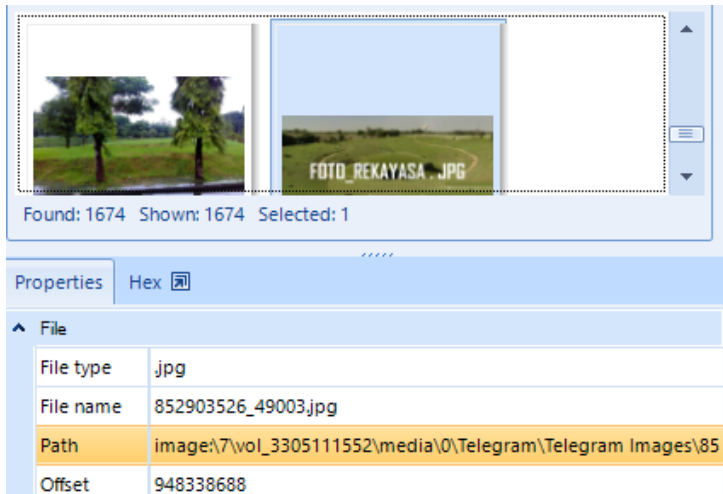 FOTO_REKAYASA . JPG
Found: 1674 Shown: 1674 Selected: 1
Properties Hex
File
File type .jpg
File name 852903526_49003.jpg
Path image:\7\vol_3305111552\media\0\Telegram\Telegram Images\85
Offset 948338688